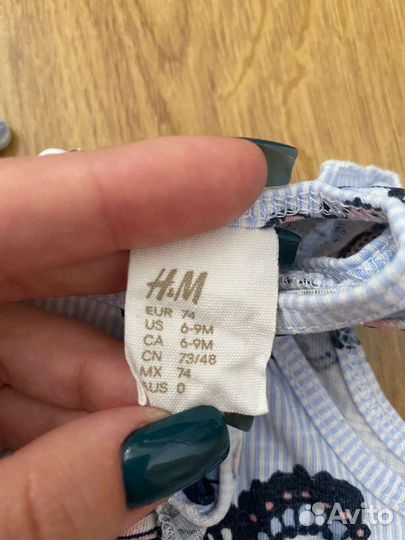 H&M
EUR 74
US 6-9M
CA 6-9M
CN 73/48
MX 74
AUS 0
Avito